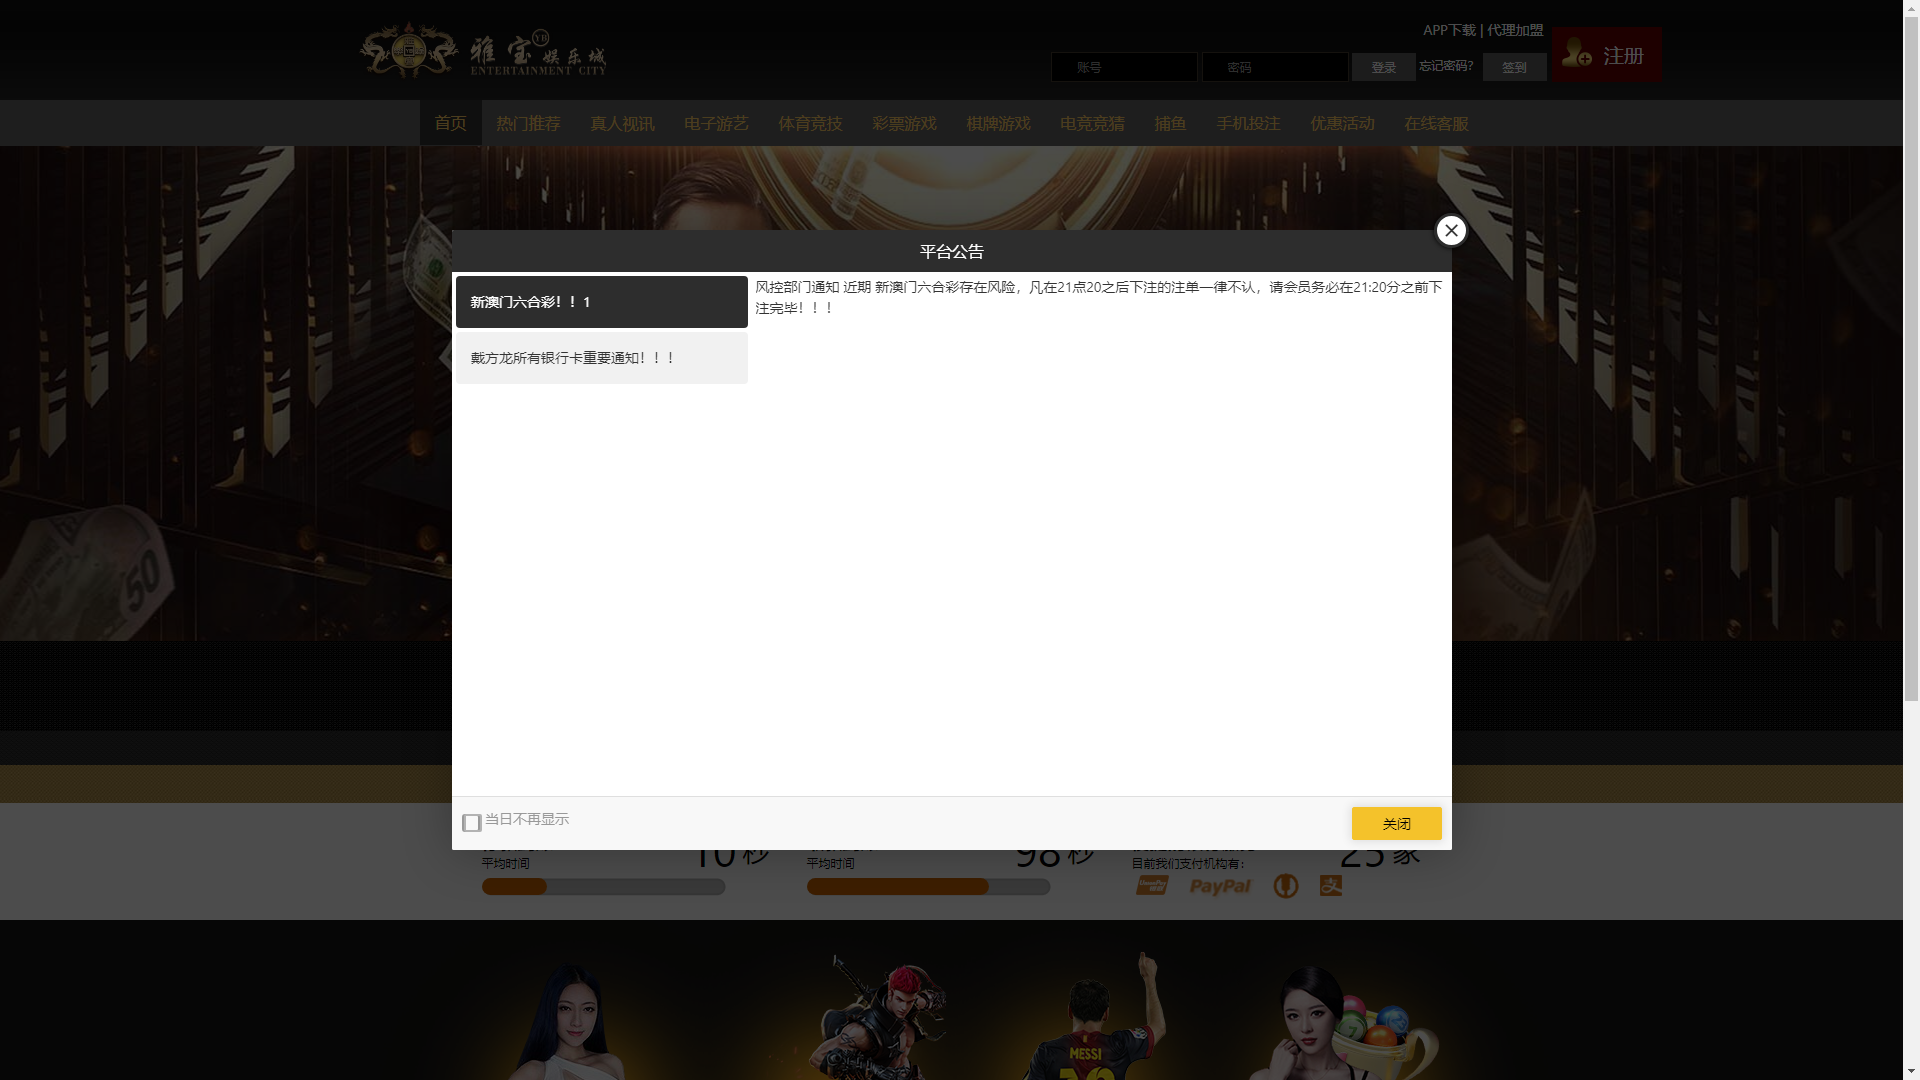 雅宝娱乐城
YB
ENTERTAINMENT CITY
APP下载 | 代理加盟
账号
密码
登录
忘记密码?
签到
注册
首页
热门推荐
真人视讯
电子游艺
体育竞技
彩票游戏
棋牌游戏
电竞竞猜
捕鱼
手机投注
优惠活动
在线客服
平台公告
新澳门六合彩！！1
戴方龙所有银行卡重要通知！！！
风控部门通知 近期 新澳门六合彩存在风险，凡在21点20之后下注的注单一律不认，请会员务必在21:20分之前下
注完毕！！！
50
当日不再显示
关闭
平均时间
10 秒
平均时间
98 秒
目前我们支付机构有:
25 家
UnionPay
PayPal
支
MESSI
7